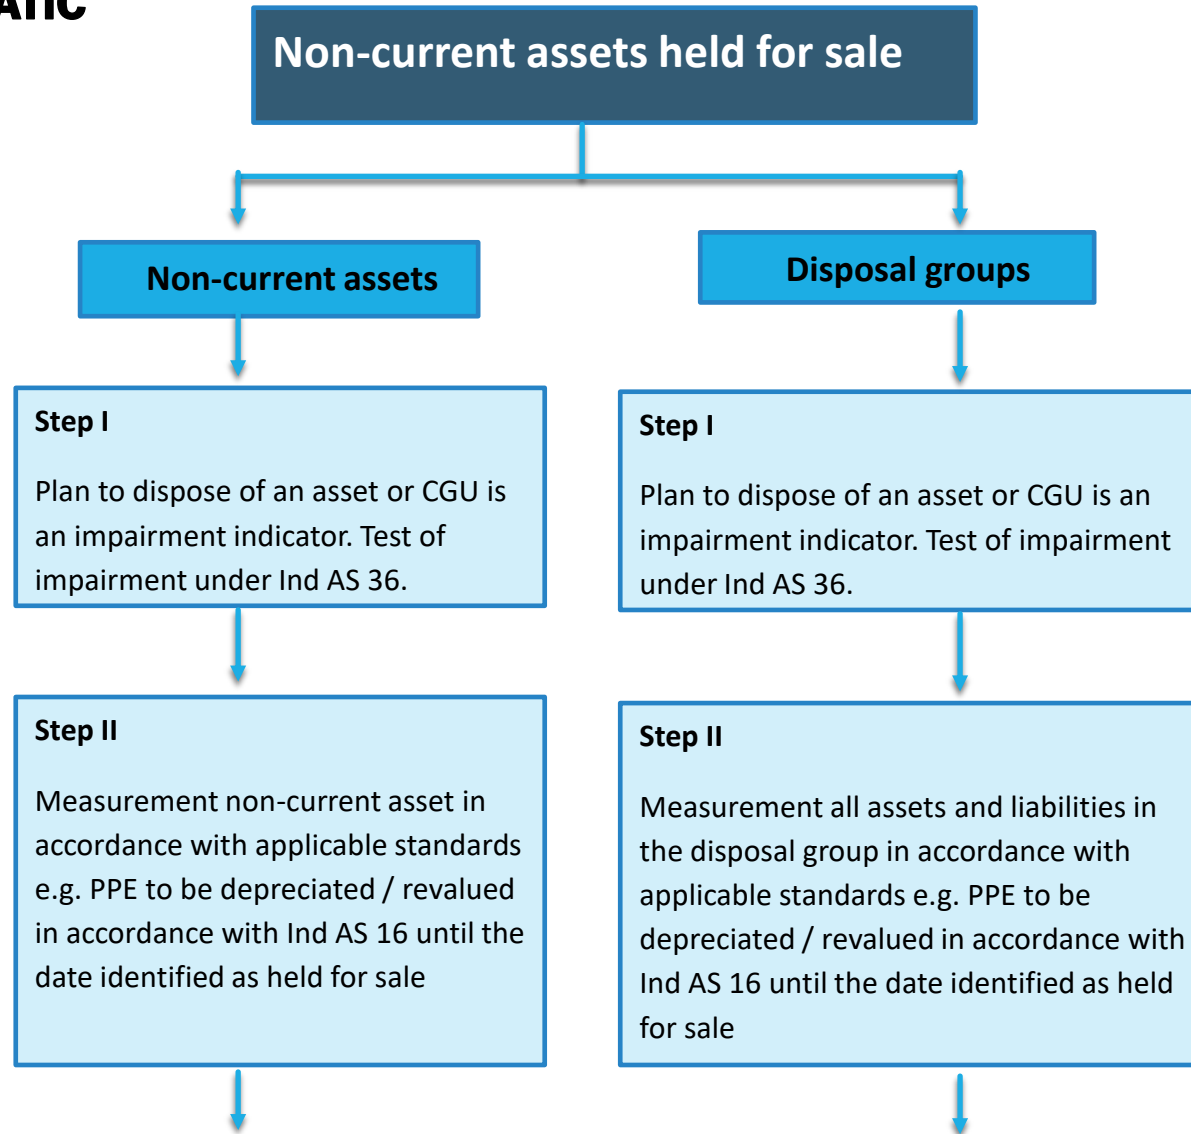 Non-current assets held for sale
Non-current assets
Disposal groups
Step I
Plan to dispose of an asset or CGU is
an impairment indicator. Test of
impairment under Ind AS 36.
Step I
Plan to dispose of an asset or CGU is an
impairment indicator. Test of impairment
under Ind AS 36.
Step II
Measurement non-current asset in
accordance with applicable standards
e.g. PPE to be depreciated / revalued
in accordance with Ind AS 16 until the
date identified as held for sale
Step II
Measurement all assets and liabilities in
the disposal group in accordance with
applicable standards e.g. PPE to be
depreciated / revalued in accordance with
Ind AS 16 until the date identified as held
for sale